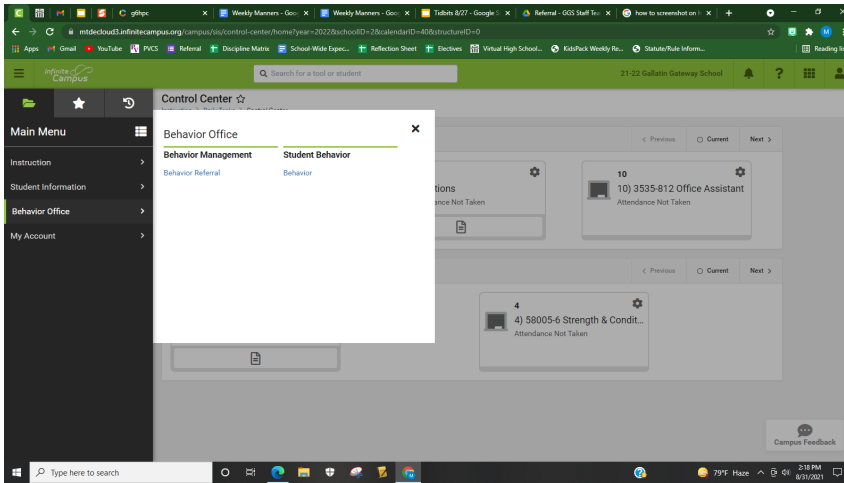 g6hpc
Weekly Manners - Goo
Weekly Manners - Goo
Tidbits 8/27 - Google S
Referral - GGS Staff Te
how to screenshot on
mtdecloud3.infinitecampus.org/campus/sis/control-center/home?year=2022&schoolID=2&calendarID=40&structureID=0
Apps Gmail YouTube PVCS Referral Discipline Matrix School-Wide Expec... Reflection Sheet Electives Virtual High School... KidsPack Weekly Re... Statute/Rule Inform... Reading li
Infinite Campus
Search for a tool or student
21-22 Gallatin Gateway School
Control Center
Main Menu
Instruction
Student Information
Behavior Office
My Account
Behavior Office
Behavior Management
Behavior Referral
Student Behavior
Behavior
Previous Current Next
tions
ance Not Taken
10
10) 3535-812 Office Assistant
Attendance Not Taken
Previous Current Next
4
4) 58005-6 Strength & Condit...
Attendance Not Taken
Campus Feedback
Type here to search
79°F Haze
2:18 PM
8/31/2021